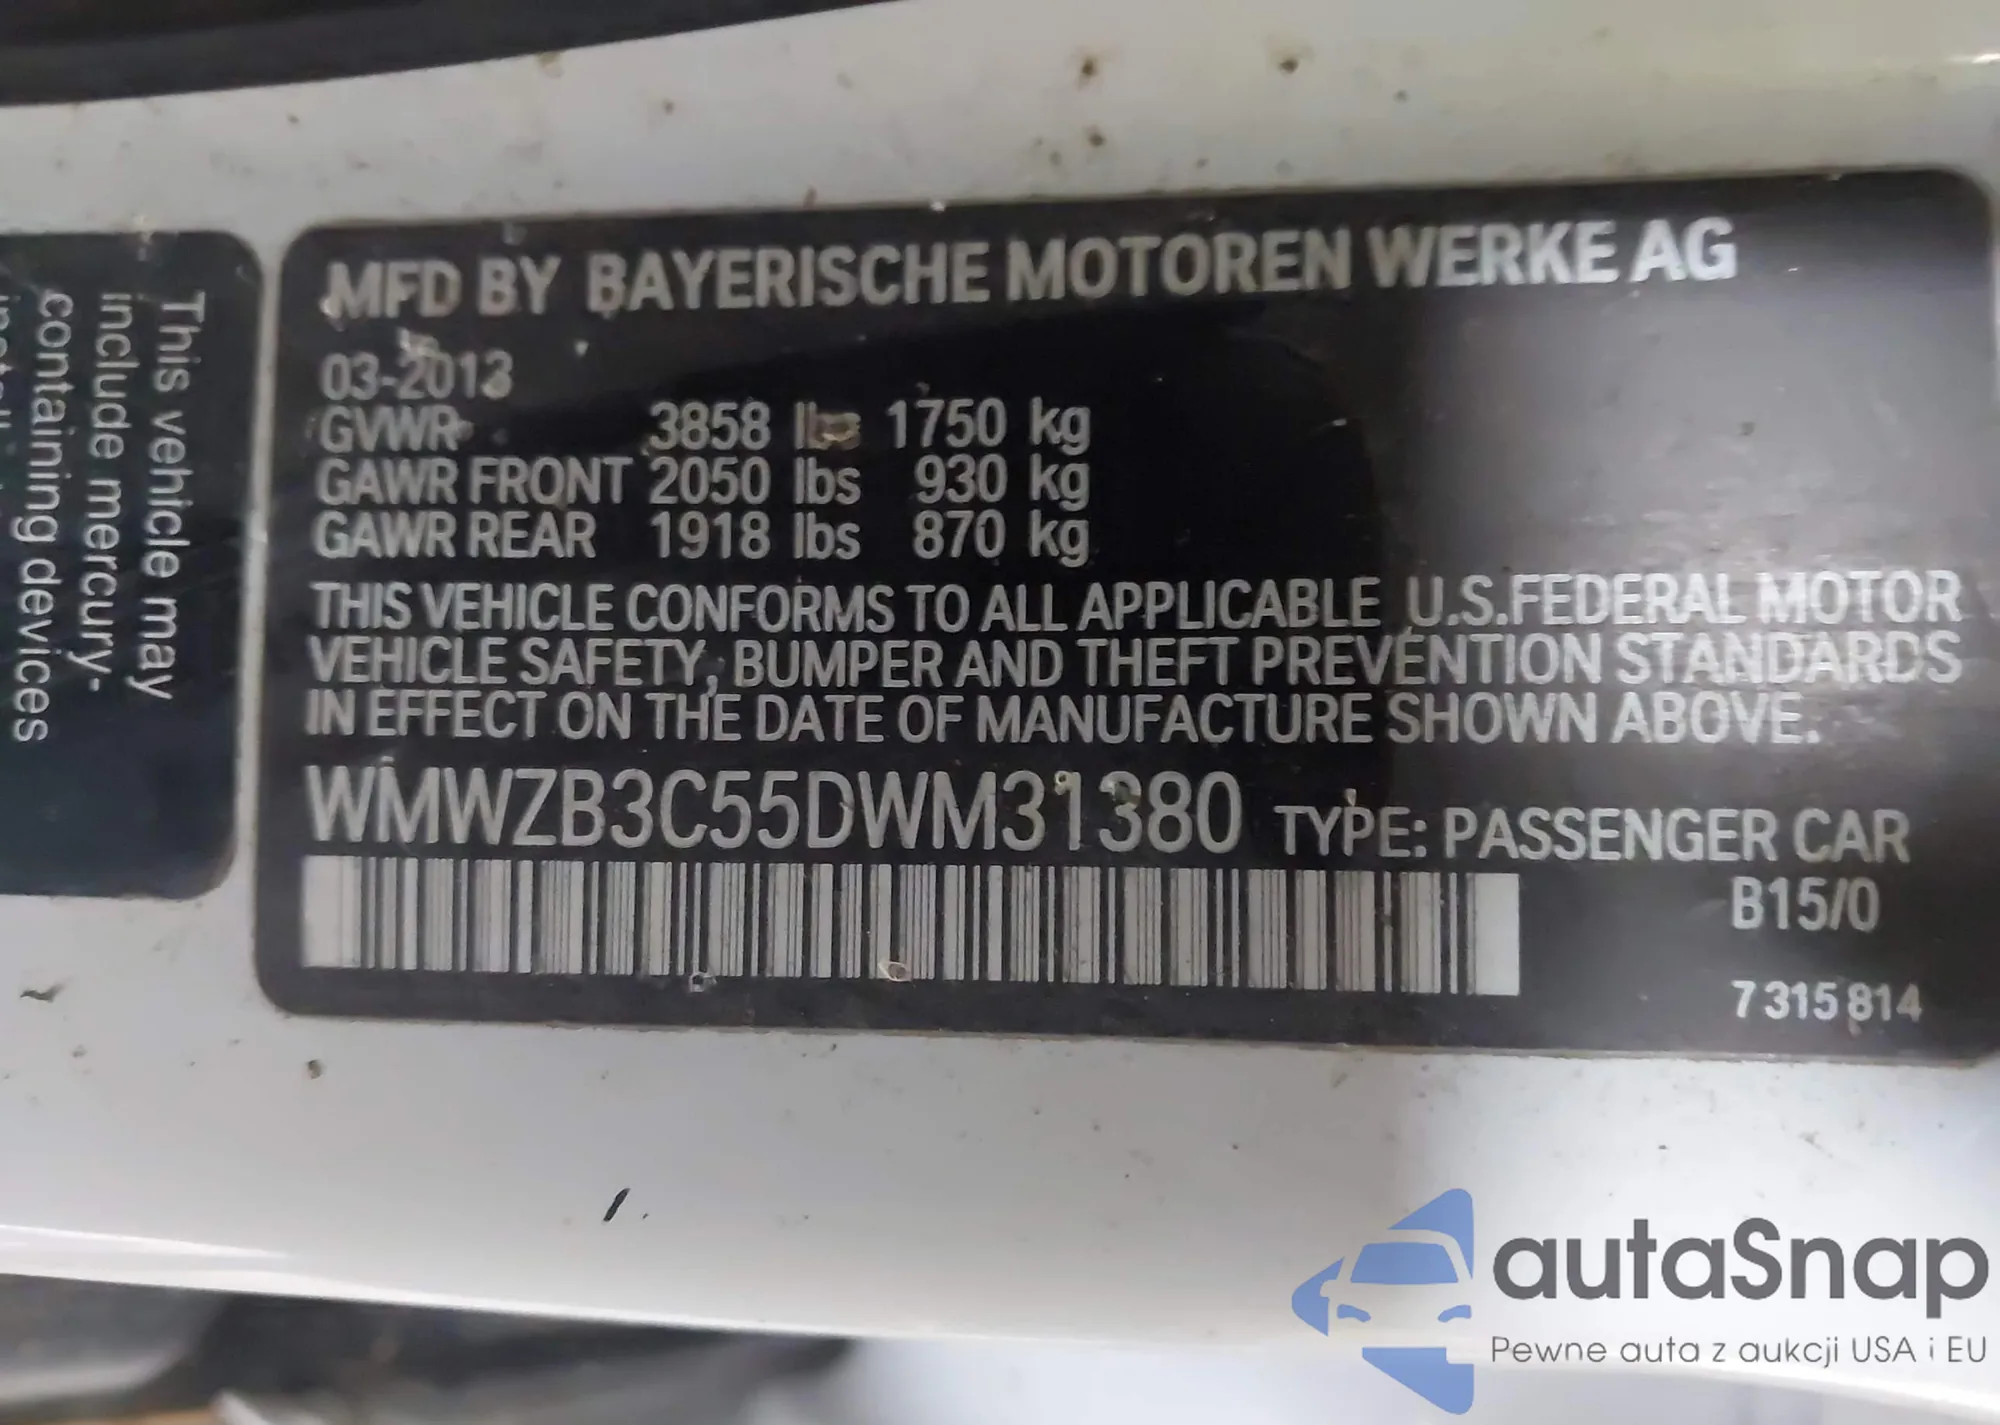 This vehicle may
include mercury-
containing devices
MFD BY BAYERISCHE MOTOREN WERKE AG
03-2013
GVWR 3858 lbs 1750 kg
GAWR FRONT 2050 lbs 930 kg
GAWR REAR 1918 lbs 870 kg
THIS VEHICLE CONFORMS TO ALL APPLICABLE U.S.FEDERAL MOTOR
VEHICLE SAFETY, BUMPER AND THEFT PREVENTION STANDARDS
IN EFFECT ON THE DATE OF MANUFACTURE SHOWN ABOVE.
WMWZB3C55DWM31380 TYPE: PASSENGER CAR
B15/0
7315814
autaSnap
Pewne auta z aukcji USA i EU